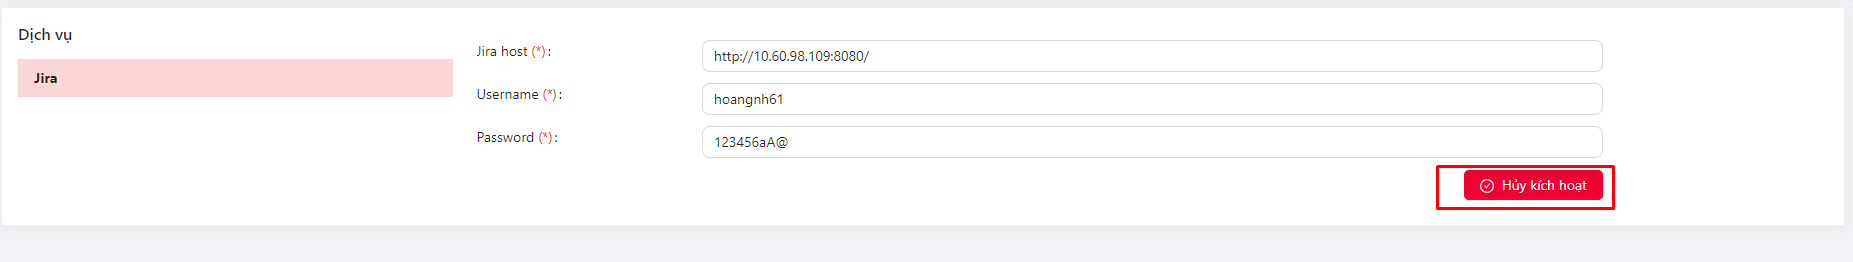 Dịch vụ
Jira
Jira host (*):
http://10.60.98.109:8080/
Username (*):
hoangnh61
Password (*):
123456aA@
Hủy kích hoạt